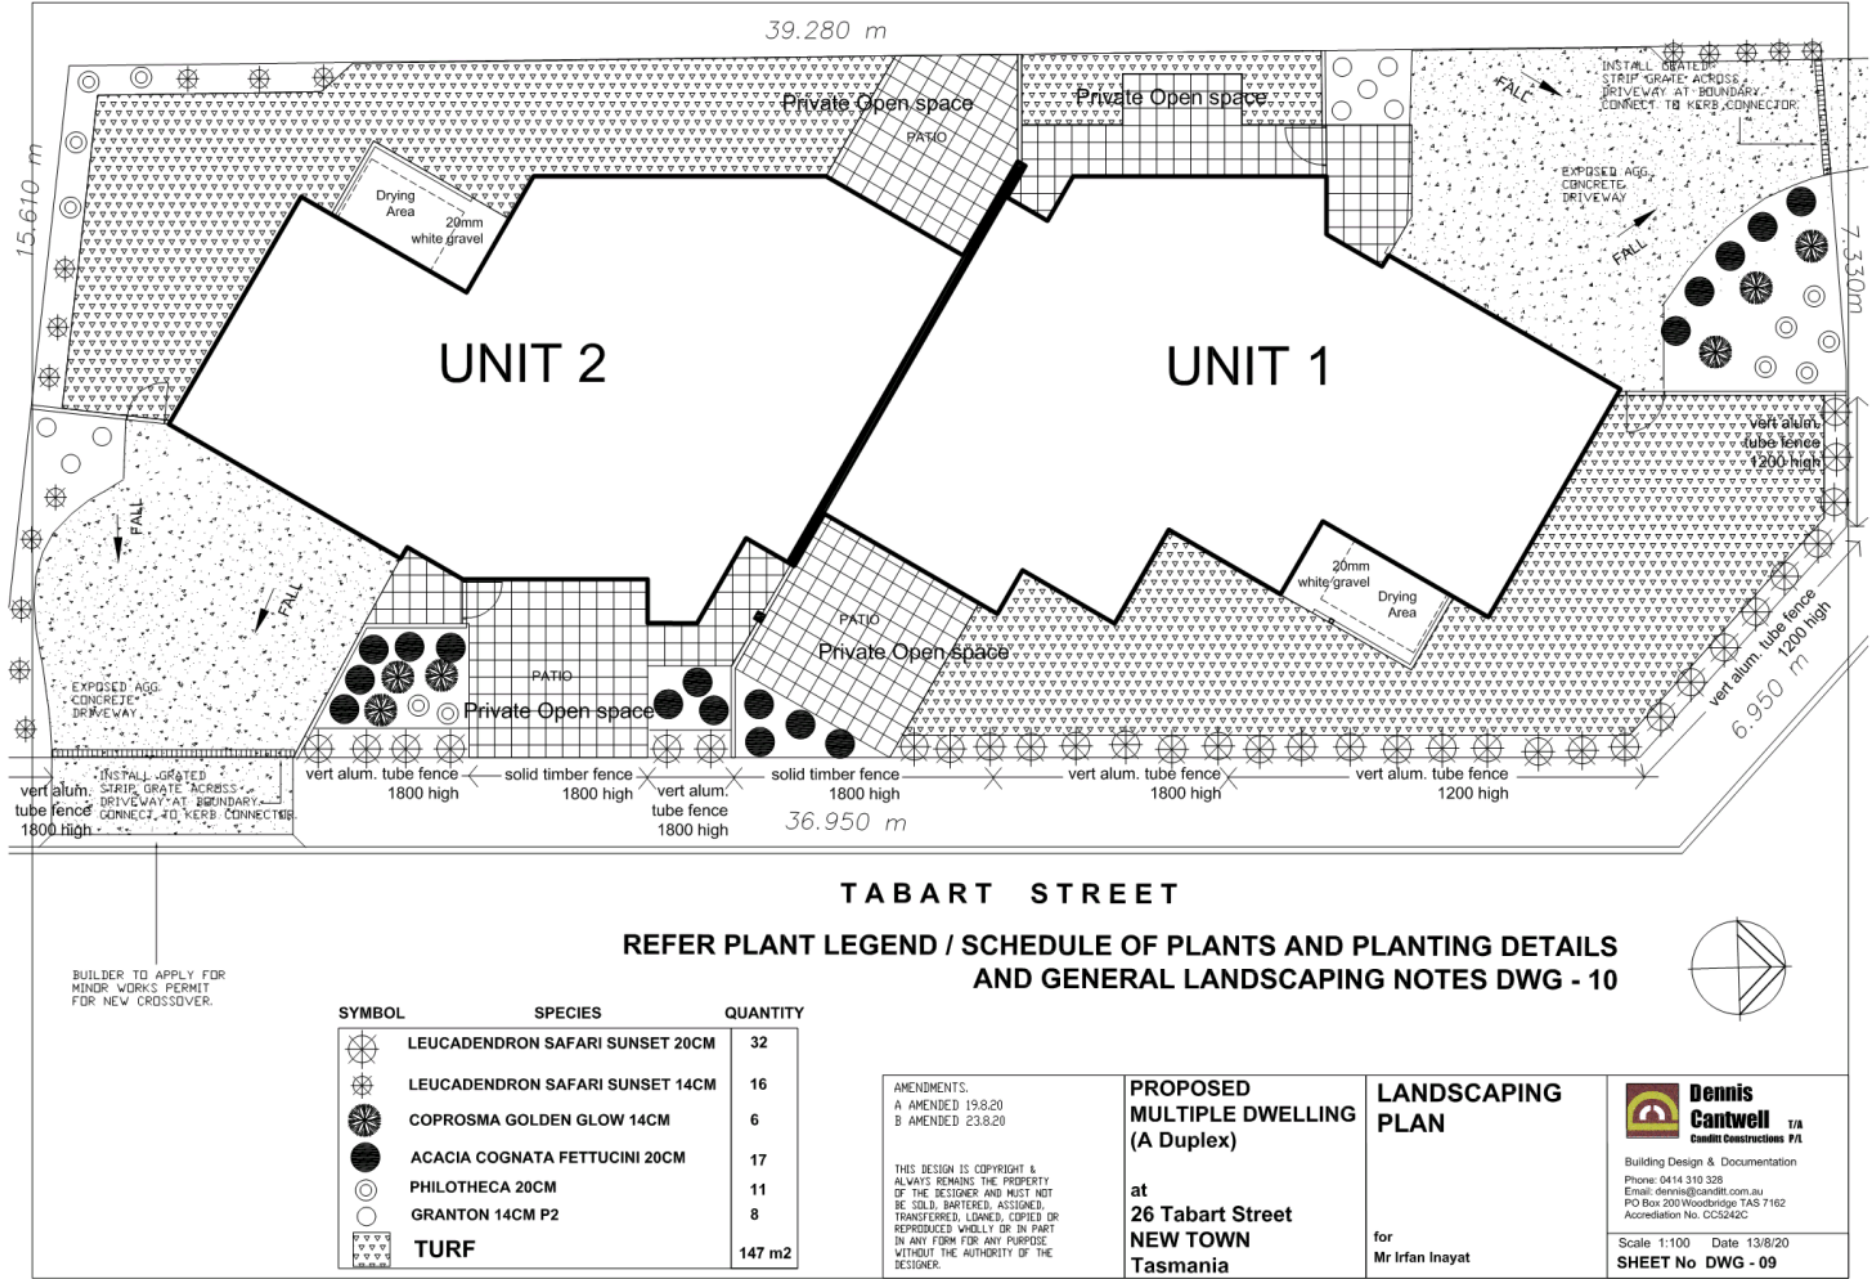 39.280 m
15.610 m
Private Open space
PATIO
Private Open space
FALL
INSTALL GRATED
STRIP GRATE ACROSS
DRIVEWAY AT BOUNDARY.
CONNECT TO KERB CONNECTOR.
EXPOSED AGG.
CONCRETE
DRIVEWAY
FALL
7.330m
Drying
Area
20mm
white gravel
UNIT 2
UNIT 1
vert alum.
tube fence
1200 high
FALL
FALL
EXPOSED AGG
CONCRETE
DRIVEWAY
PATIO
Private Open space
PATIO
Private Open space
20mm
white gravel
Drying
Area
vert alum. tube fence
1200 high
6.950 m
vert alum.
tube fence
1800 high
INSTALL GRATED
STRIP GRATE ACROSS
DRIVEWAY AT BOUNDARY.
CONNECT TO KERB CONNECTOR.
vert alum. tube fence
1800 high
solid timber fence
1800 high
vert alum.
tube fence
1800 high
solid timber fence
1800 high
vert alum. tube fence
1800 high
vert alum. tube fence
1200 high
36.950 m
TABART STREET
REFER PLANT LEGEND / SCHEDULE OF PLANTS AND PLANTING DETAILS
AND GENERAL LANDSCAPING NOTES DWG - 10
BUILDER TO APPLY FOR
MINOR WORKS PERMIT
FOR NEW CROSSOVER.
SYMBOL SPECIES QUANTITY
LEUCADENDRON SAFARI SUNSET 20CM 32
LEUCADENDRON SAFARI SUNSET 14CM 16
COPROSMA GOLDEN GLOW 14CM 6
ACACIA COGNATA FETTUCINI 20CM 17
PHILOTHECA 20CM 11
GRANTON 14CM P2 8
TURF 147 m2
AMENDMENTS.
A AMENDED 19.8.20
B AMENDED 23.8.20
THIS DESIGN IS COPYRIGHT &
ALWAYS REMAINS THE PROPERTY
OF THE DESIGNER AND MUST NOT
BE SOLD, BARTERED, ASSIGNED,
TRANSFERRED, LOANED, COPIED OR
REPRODUCED WHOLLY OR IN PART
IN ANY FORM FOR ANY PURPOSE
WITHOUT THE AUTHORITY OF THE
DESIGNER.
PROPOSED
MULTIPLE DWELLING
(A Duplex)
at
26 Tabart Street
NEW TOWN
Tasmania
LANDSCAPING
PLAN
for
Mr Irfan Inayat
Dennis
Cantwell T/A
Canditt Constructions P/L
Building Design & Documentation
Phone: 0414 310 328
Email: dennis@canditt.com.au
PO Box 200 Woodbridge TAS 7162
Accrediation No. CC5242C
Scale 1:100 Date 13/8/20
SHEET No DWG - 09